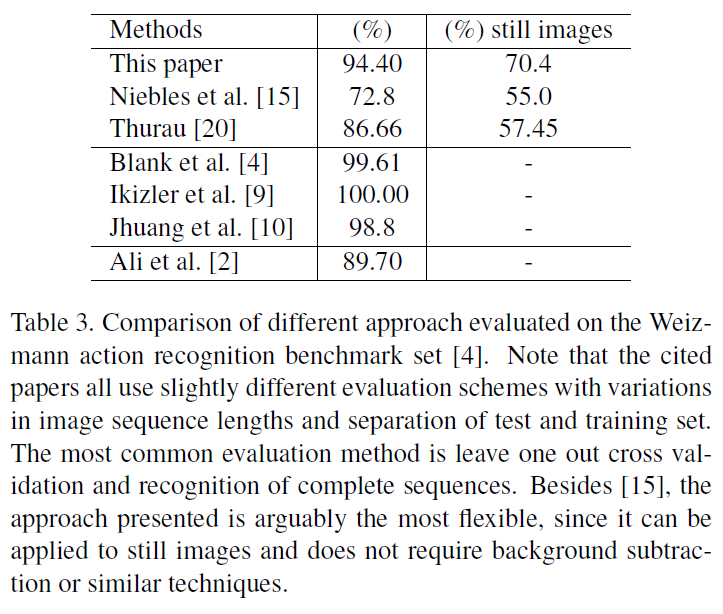 Methods (%) (%) still images
This paper 94.40 70.4
Niebles et al. [15] 72.8 55.0
Thurau [20] 86.66 57.45
Blank et al. [4] 99.61 -
Ikizler et al. [9] 100.00 -
Jhuang et al. [10] 98.8 -
Ali et al. [2] 89.70 -
Table 3. Comparison of different approach evaluated on the Weiz-
mann action recognition benchmark set [4]. Note that the cited
papers all use slightly different evaluation schemes with variations
in image sequence lengths and separation of test and training set.
The most common evaluation method is leave one out cross val-
idation and recognition of complete sequences. Besides [15], the
approach presented is arguably the most flexible, since it can be
applied to still images and does not require background subtrac-
tion or similar techniques.